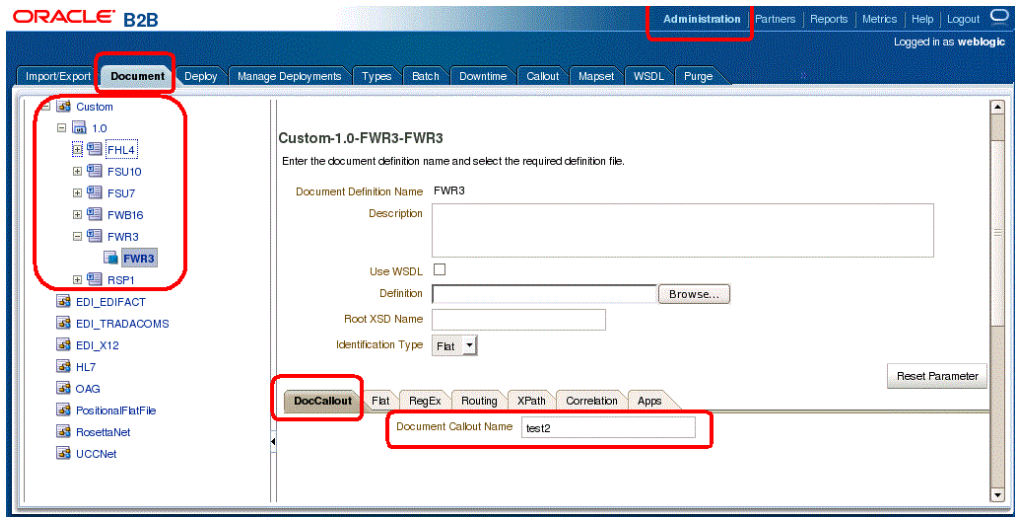 ORACLE B2B
Administration Partners Reports Metrics Help Logout
Logged in as weblogic
Import/Export Document Deploy Manage Deployments Types Batch Downtime Callout Mapset WSDL Purge
Custom
1.0
FHL4
FSU10
FSU7
FWB16
FWR3
FWR3
RSP1
EDI_EDIFACT
EDI_TRADACOMS
EDI_X12
HL7
OAG
PositionalFlatFile
RosettaNet
UCCNet
Custom-1.0-FWR3-FWR3
Enter the document definition name and select the required definition file.
Document Definition Name FWR3
Description
Use WSDL
Definition Browse...
Root XSD Name
Identification Type Flat
Reset Parameter
DocCallout Flat RegEx Routing XPath Correlation Apps
Document Callout Name test2